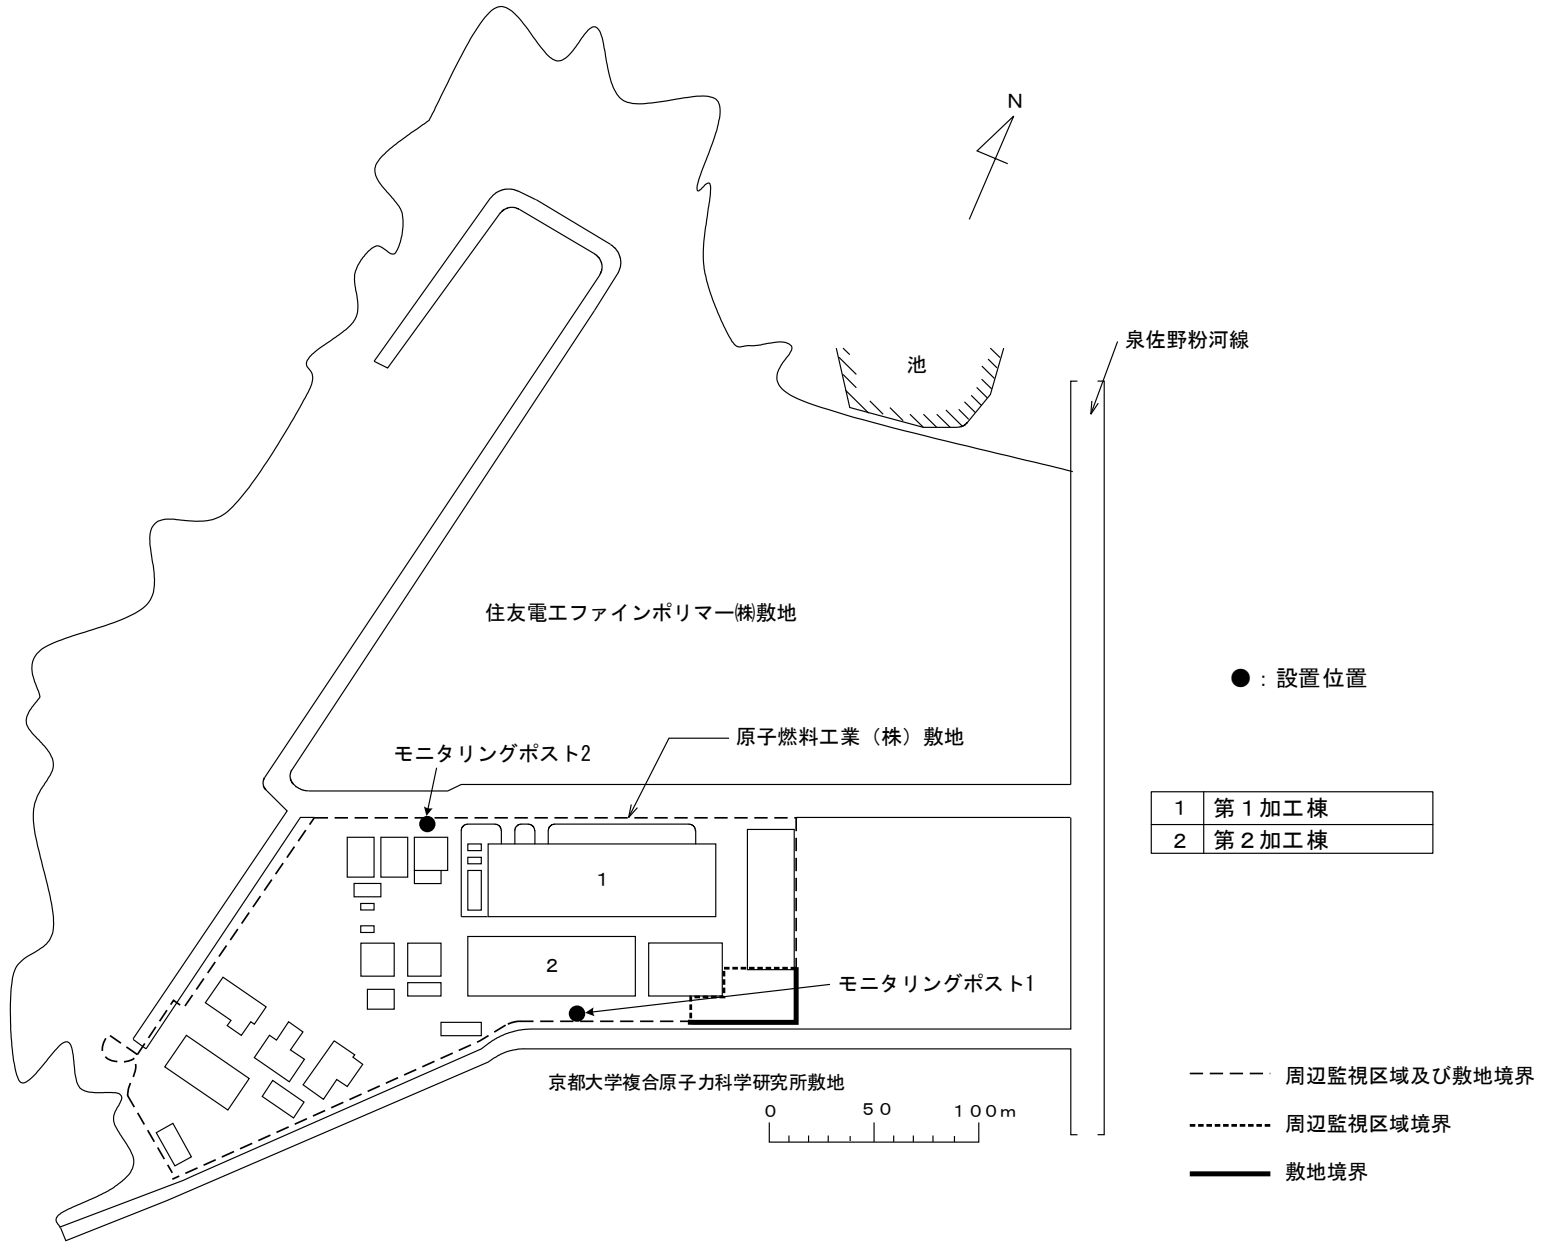 N
泉佐野粉河線
池
住友電工ファインポリマー㈱敷地
●：設置位置
原子燃料工業（株）敷地
モニタリングポスト2
1 第１加工棟
2 第２加工棟
1
2
モニタリングポスト1
京都大学複合原子力科学研究所敷地
0 50 100m
周辺監視区域及び敷地境界
周辺監視区域境界
敷地境界